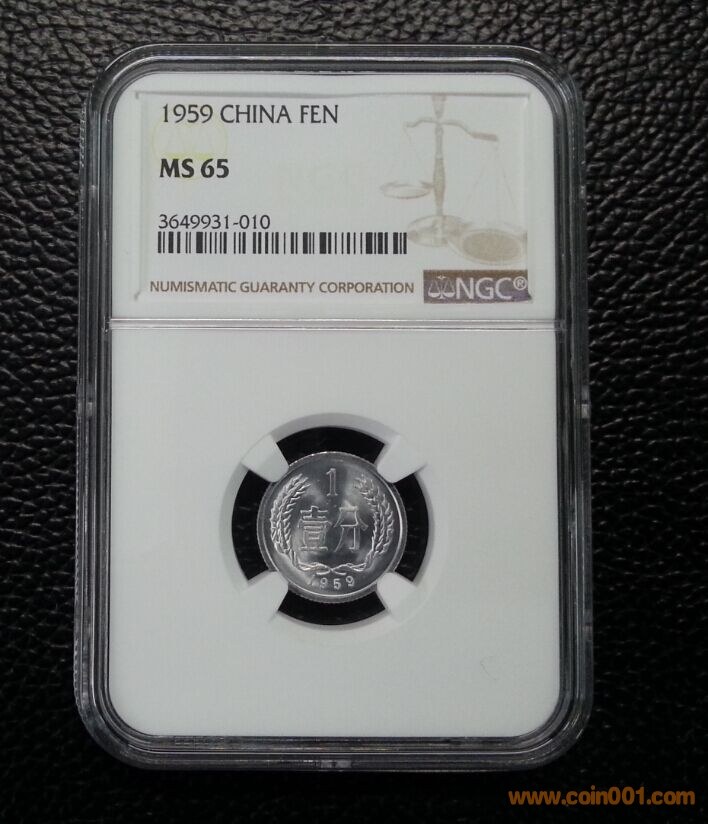 1959 CHINA FEN
MS 65
3649931-010
NUMISMATIC GUARANTY CORPORATION
NGC®
1
壹分
1959
www.coin001.com